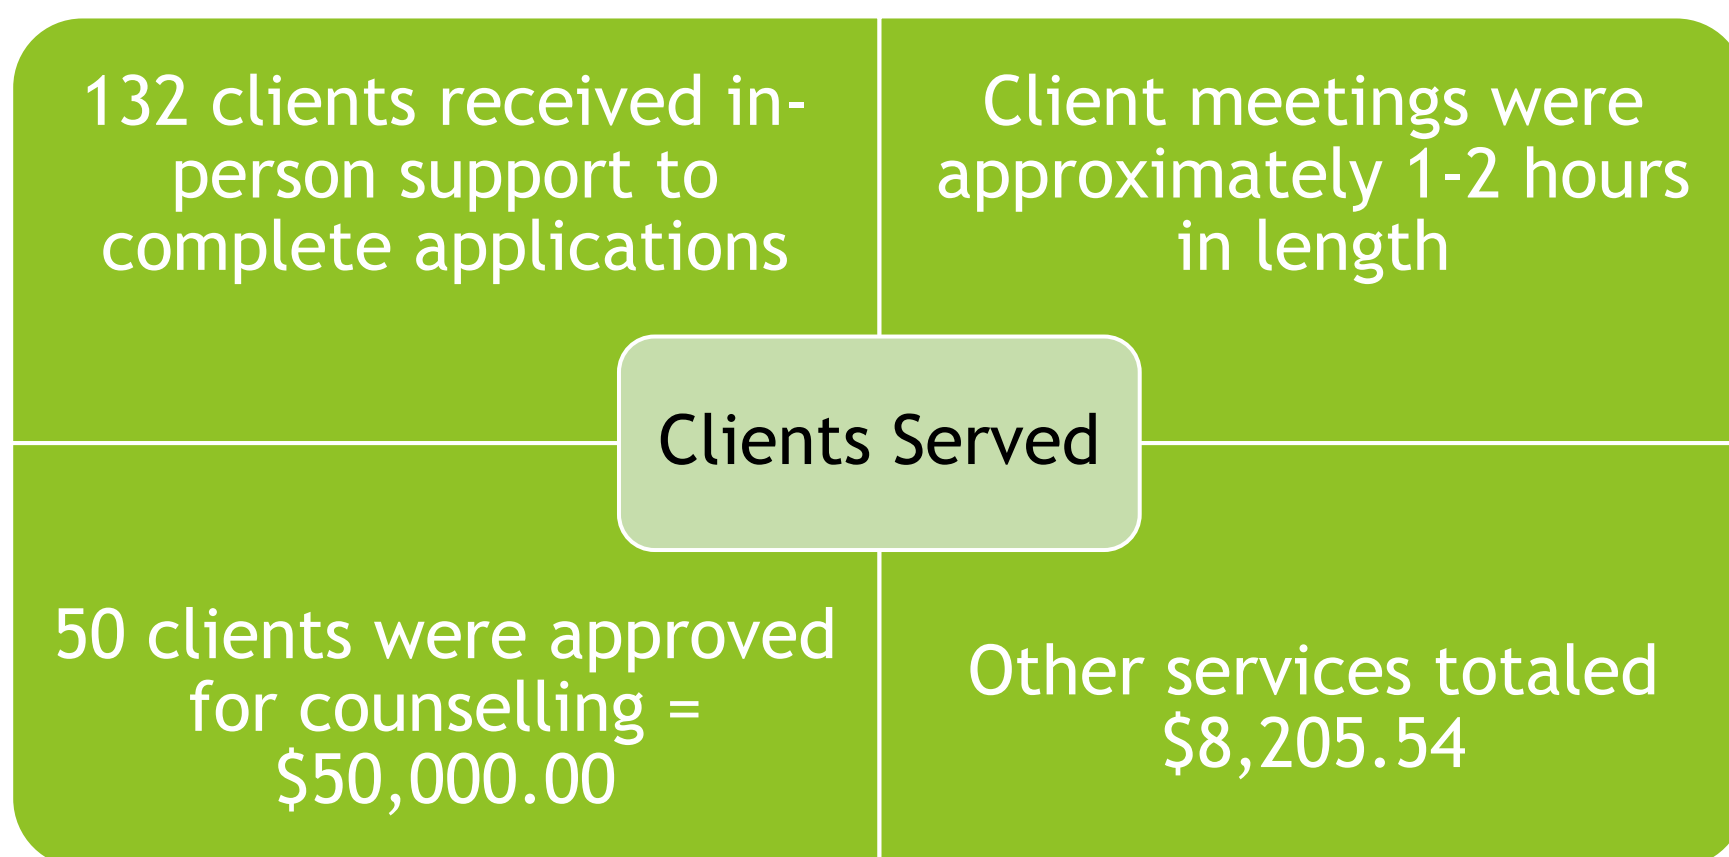 132 clients received in-
person support to
complete applications
Client meetings were
approximately 1-2 hours
in length
Clients Served
50 clients were approved
for counselling =
$50,000.00
Other services totaled
$8,205.54